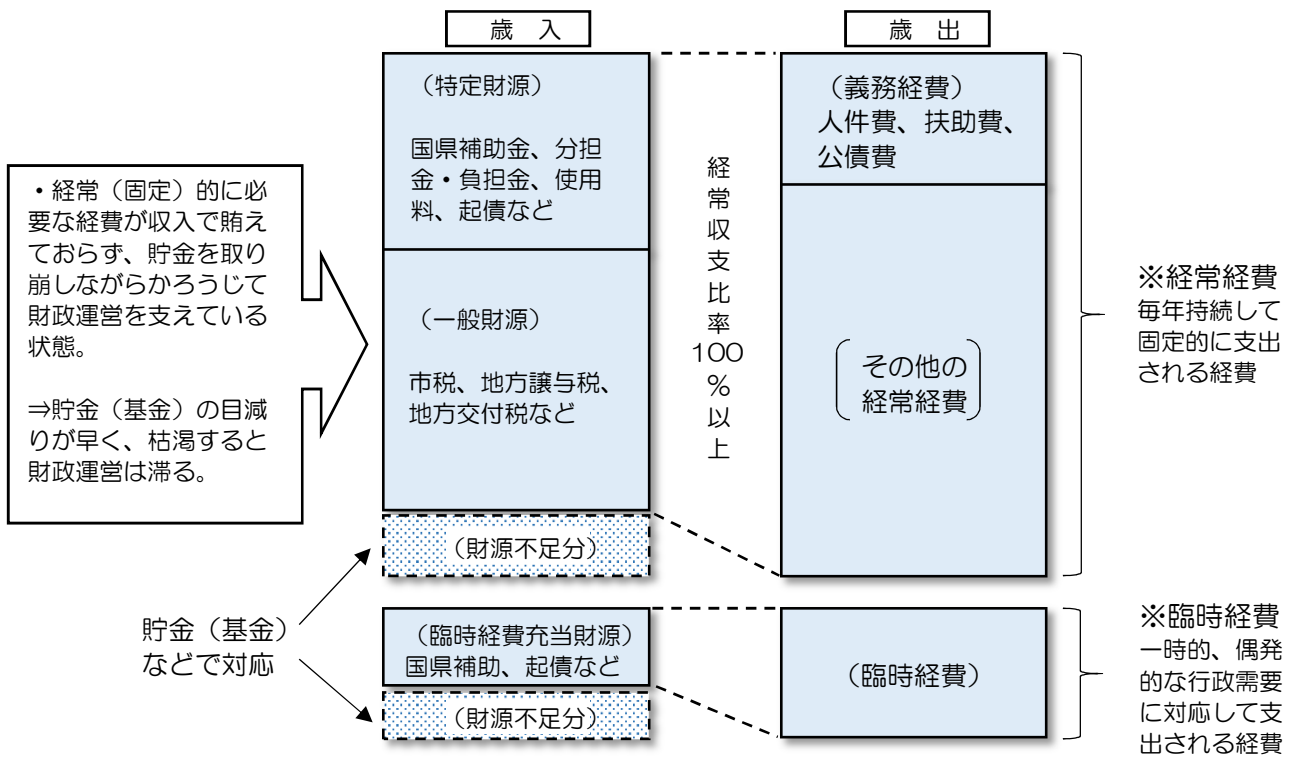 歳　入
歳　出
・経常（固定）的に必
要な経費が収入で賄え
ておらず、貯金を取り
崩しながらかろうじて
財政運営を支えている
状態。
⇒貯金（基金）の目減
りが早く、枯渇すると
財政運営は滞る。
（特定財源）
国県補助金、分担
金・負担金、使用
料、起債など
（一般財源）
市税、地方譲与税、
地方交付税など
（財源不足分）
経常収支比率100％以上
（義務経費）
人件費、扶助費、
公債費
その他の
経常経費
※経常経費
毎年持続して
固定的に支出
される経費
貯金（基金）
などで対応
（臨時経費充当財源）
国県補助、起債など
（財源不足分）
（臨時経費）
※臨時経費
一時的、偶発
的な行政需要
に対応して支
出される経費